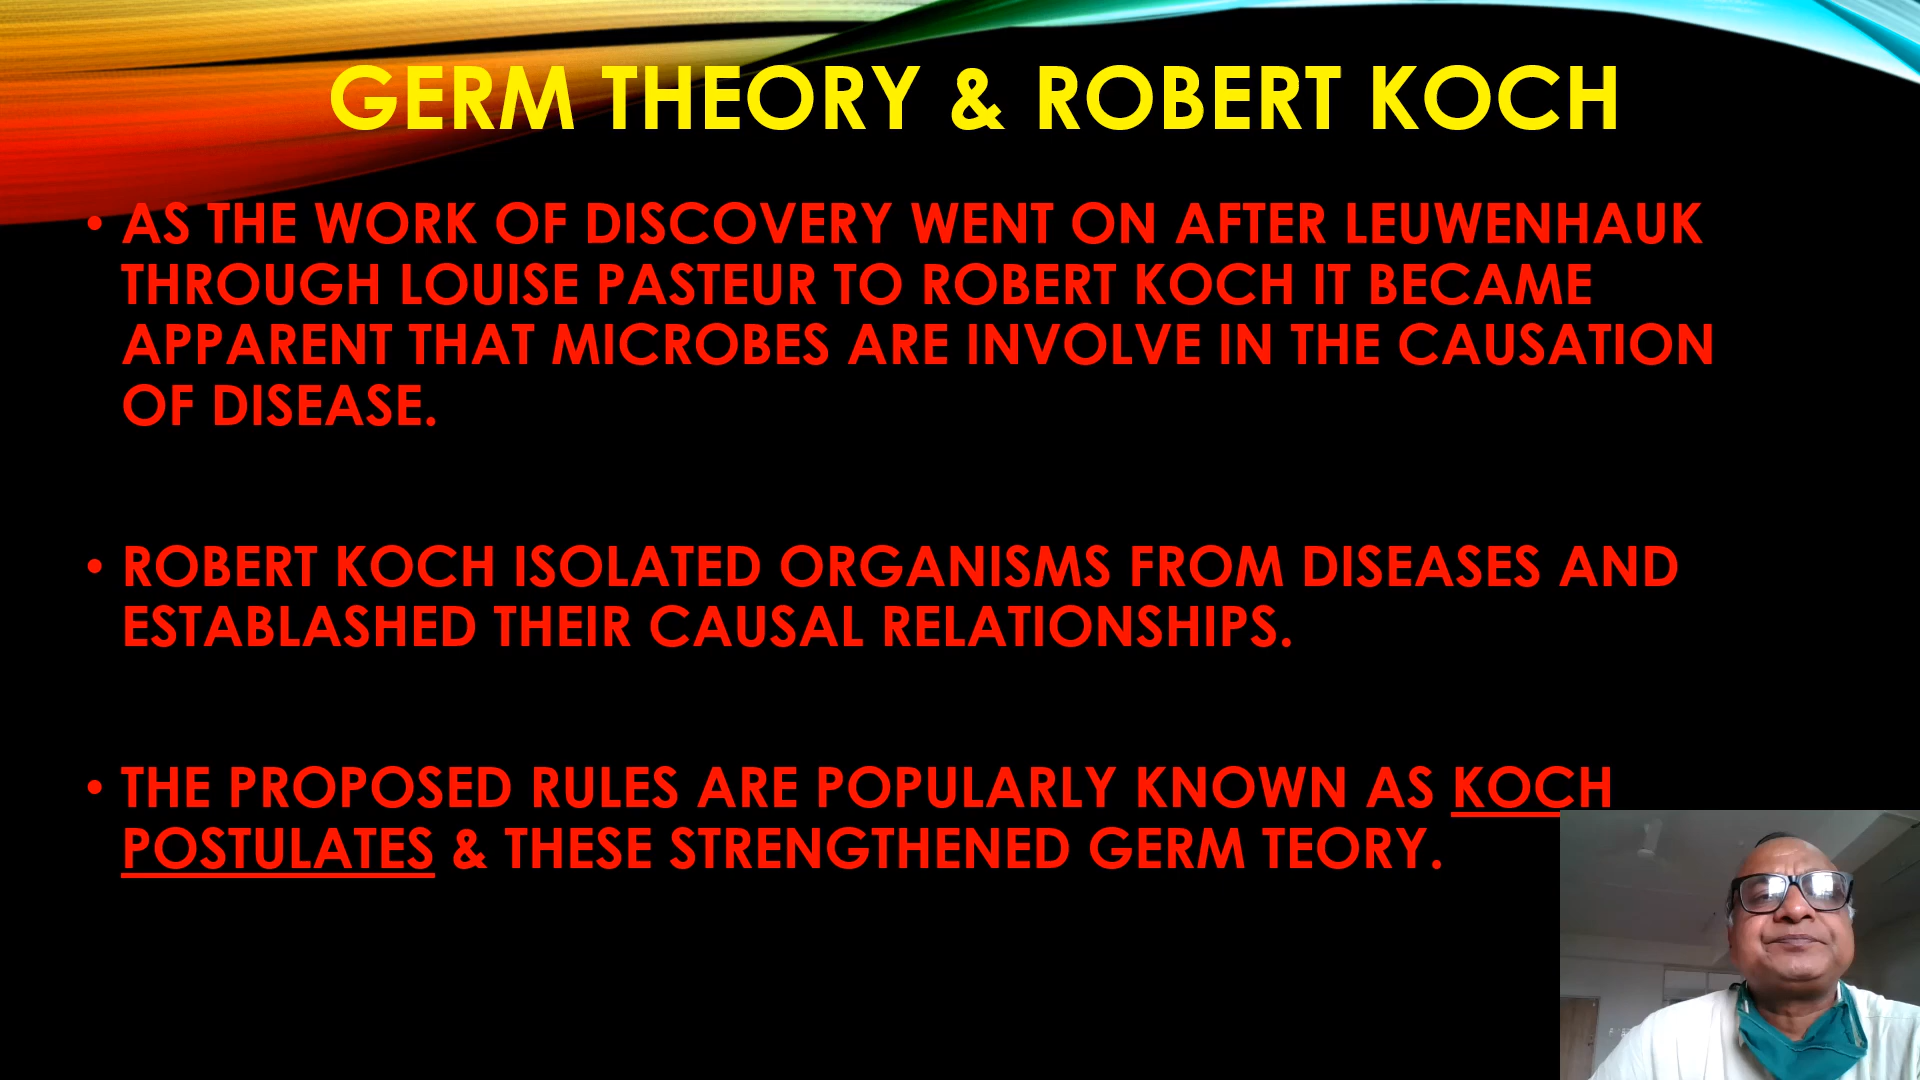 GERM THEORY & ROBERT KOCH
• AS THE WORK OF DISCOVERY WENT ON AFTER LEUWENHAUK
THROUGH LOUISE PASTEUR TO ROBERT KOCH IT BECAME
APPARENT THAT MICROBES ARE INVOLVE IN THE CAUSATION
OF DISEASE.
• ROBERT KOCH ISOLATED ORGANISMS FROM DISEASES AND
ESTABLASHED THEIR CAUSAL RELATIONSHIPS.
• THE PROPOSED RULES ARE POPULARLY KNOWN AS KOCH
POSTULATES & THESE STRENGTHENED GERM TEORY.